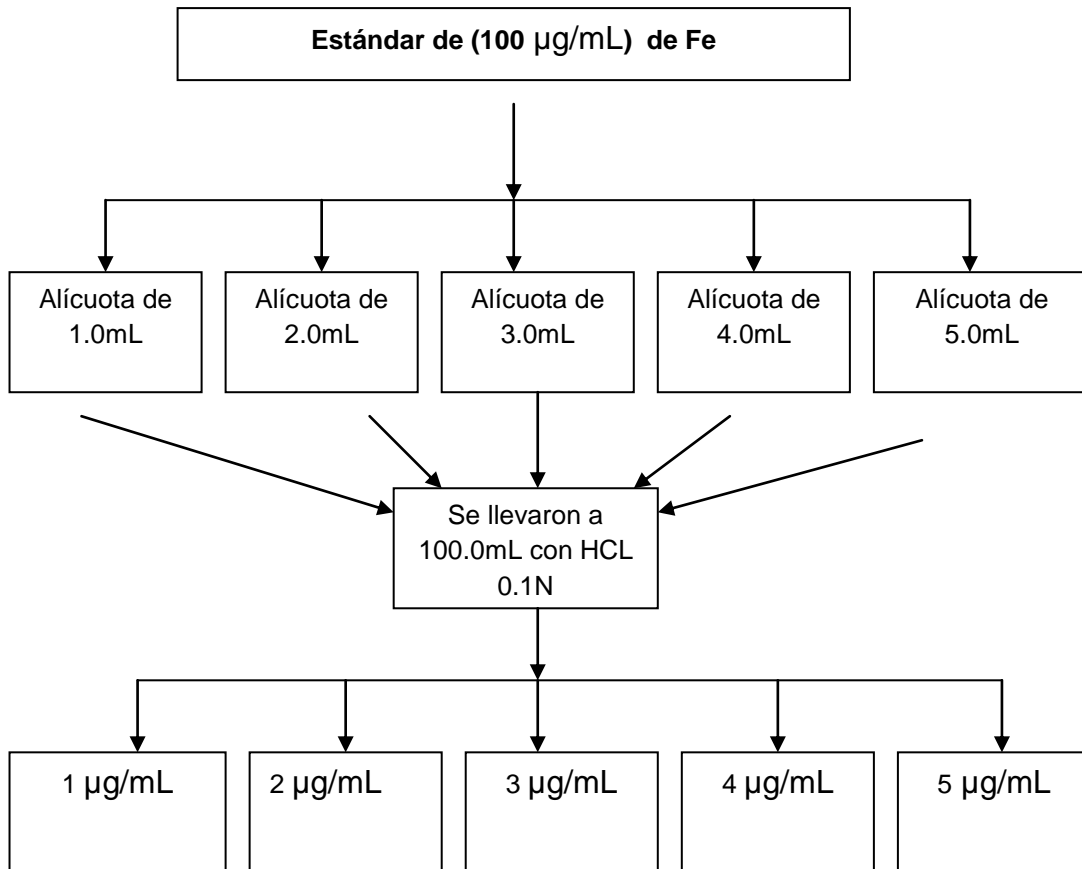 Estándar de (100 µg/mL) de Fe
Alícuota de
1.0mL
Alícuota de
2.0mL
Alícuota de
3.0mL
Alícuota de
4.0mL
Alícuota de
5.0mL
Se llevaron a
100.0mL con HCL
0.1N
1 µg/mL
2 µg/mL
3 µg/mL
4 µg/mL
5 µg/mL